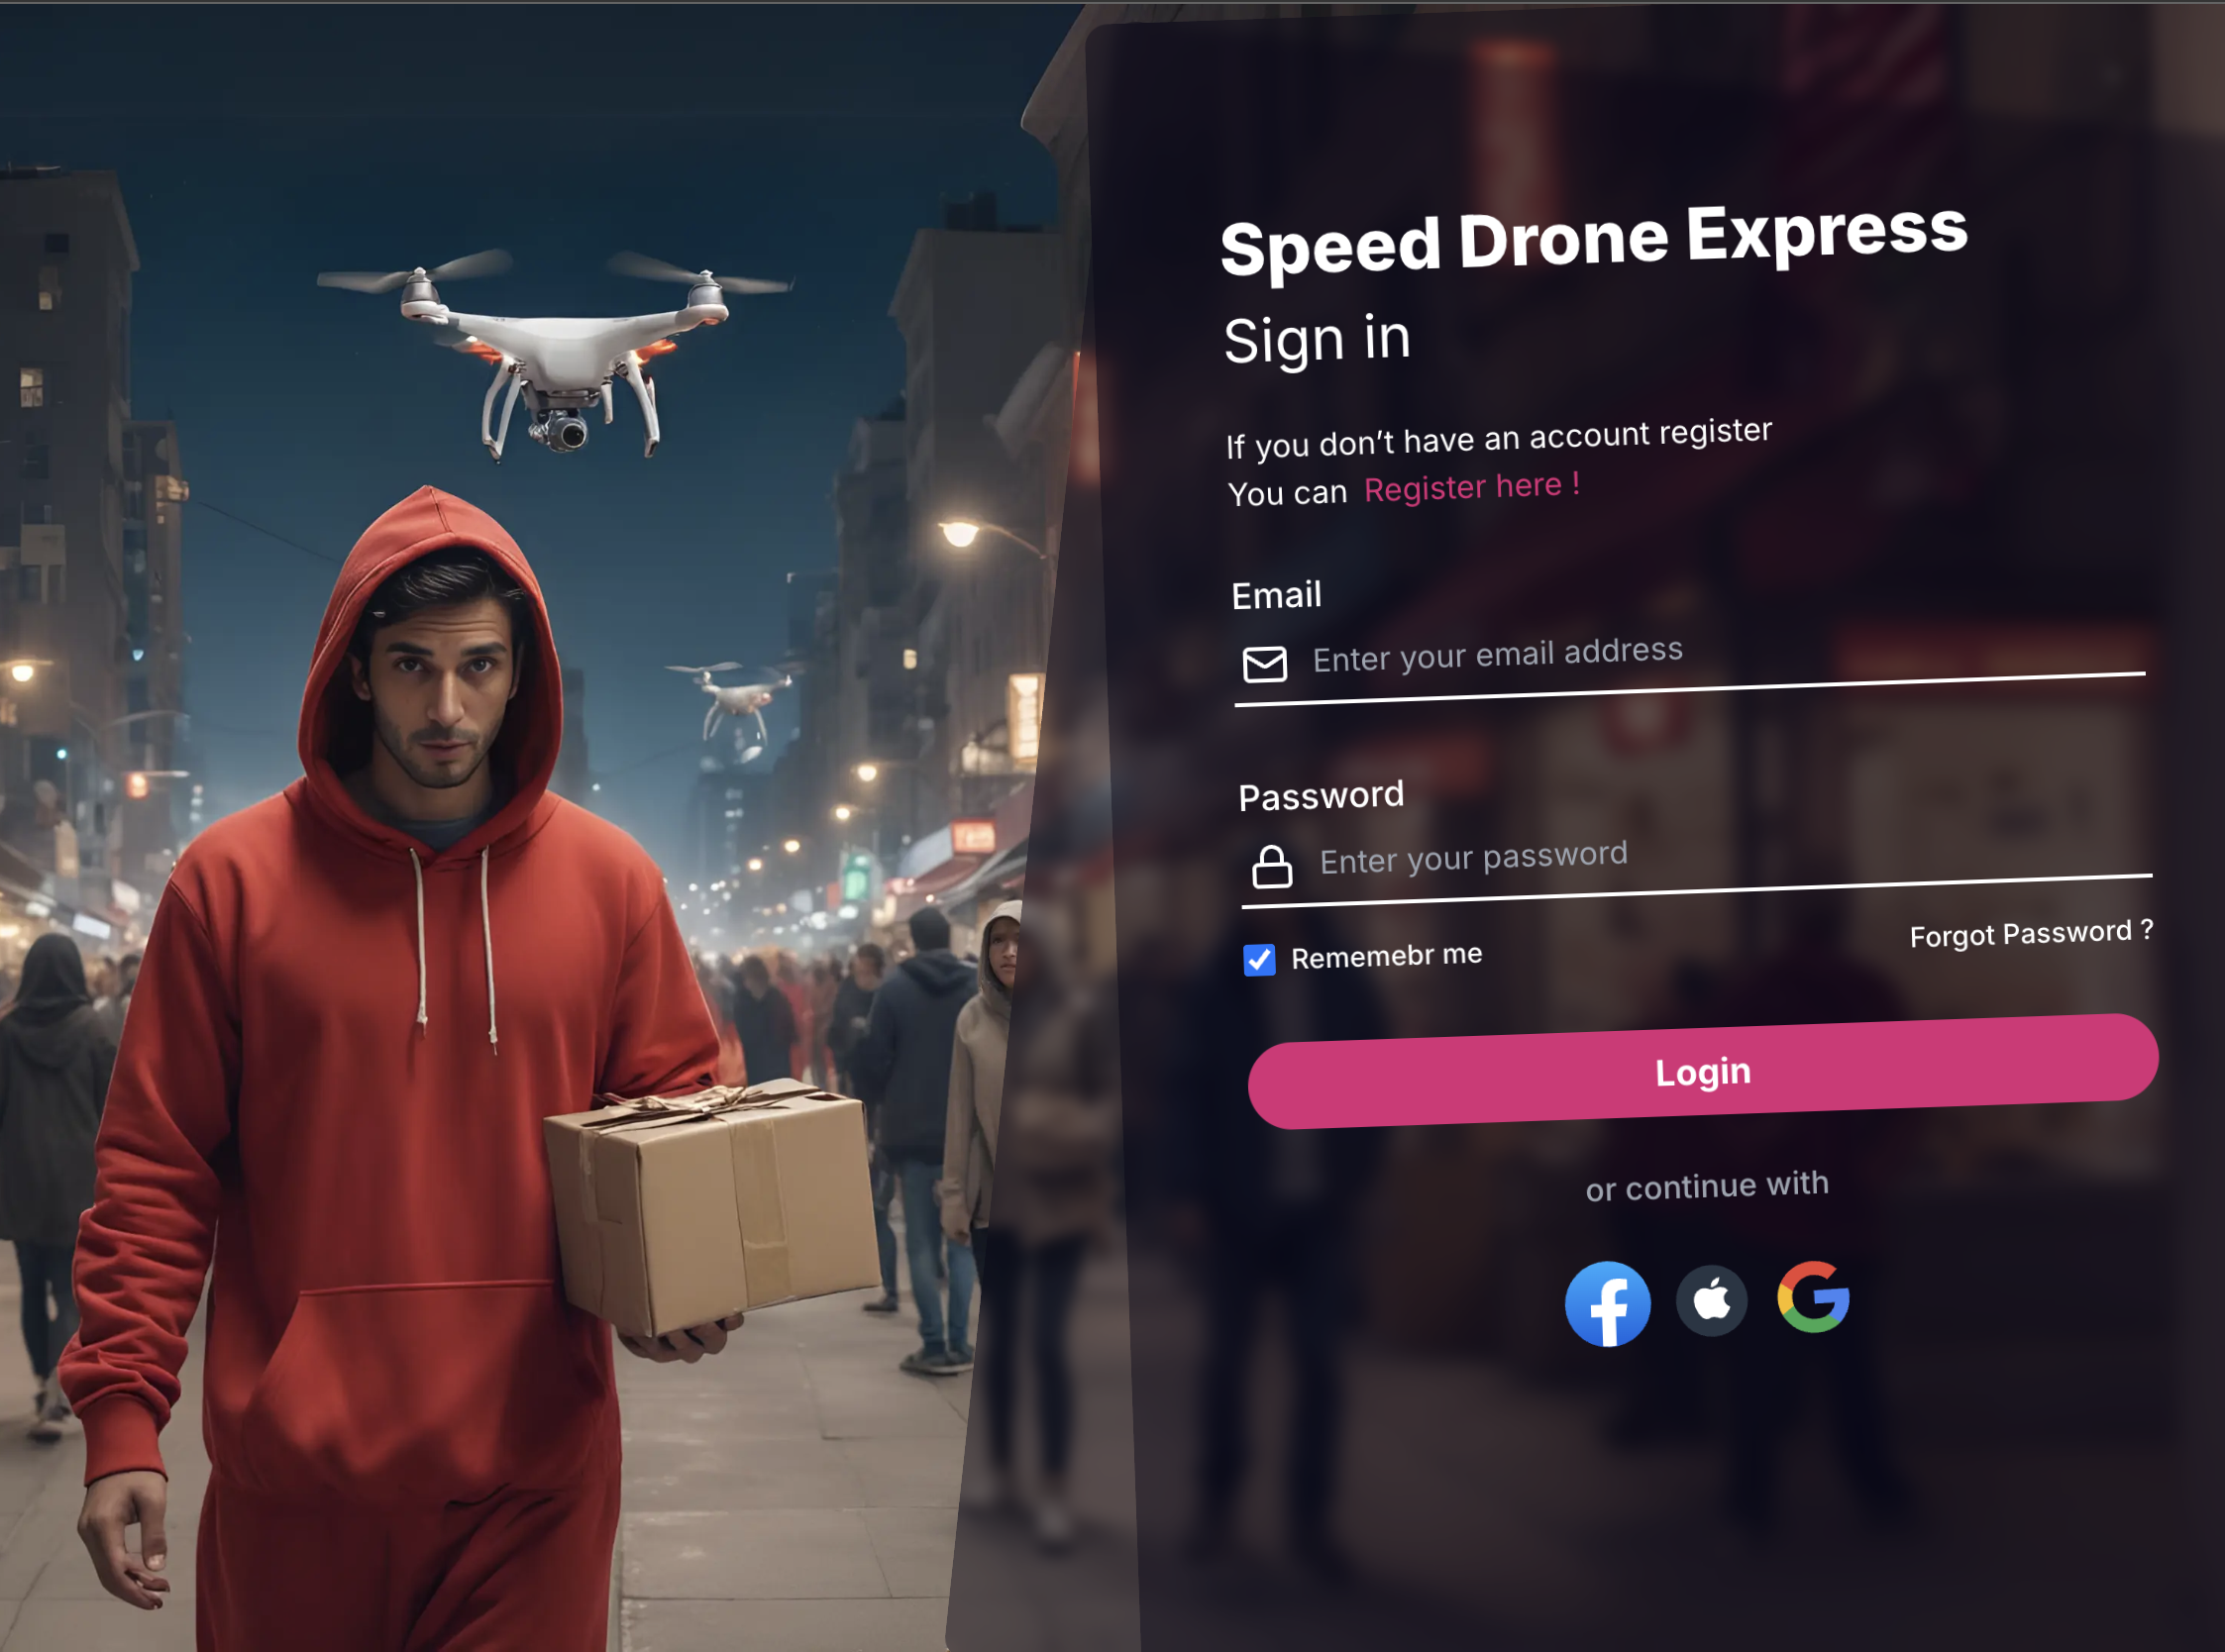 Speed Drone Express
Sign in
If you don’t have an account register
You can Register here !
Email
Enter your email address
Password
Enter your password
Rememebr me
Forgot Password ?
Login
or continue with